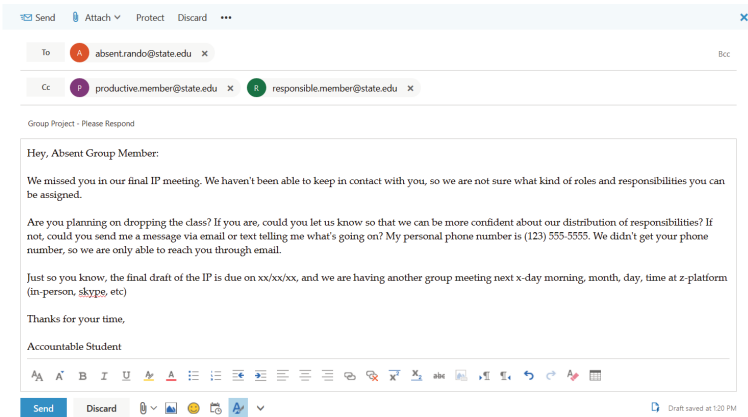 Send Attach Protect Discard •••
To A absent.rando@state.edu Bcc
Cc P productive.member@state.edu R responsible.member@state.edu
Group Project - Please Respond
Hey, Absent Group Member:
We missed you in our final IP meeting. We haven't been able to keep in contact with you, so we are not sure what kind of roles and responsibilities you can
be assigned.
Are you planning on dropping the class? If you are, could you let us know so that we can be more confident about our distribution of responsibilities? If
not, could you send me a message via email or text telling me what's going on? My personal phone number is (123) 555-5555. We didn't get your phone
number, so we are only able to reach you through email.
Just so you know, the final draft of the IP is due on xx/xx/xx, and we are having another group meeting next x-day morning, month, day, time at z-platform
(in-person, skype, etc)
Thanks for your time,
Accountable Student
Send Discard Draft saved at 1:20 PM